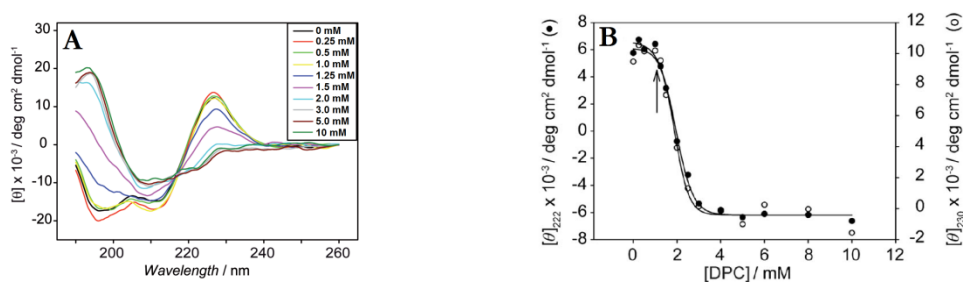 A
[θ] x 10⁻³ / deg cm² dmol⁻¹
30
20
10
0
-10
-20
200
220
240
260
Wavelength / nm
0 mM
0.25 mM
0.5 mM
1.0 mM
1.25 mM
1.5 mM
2.0 mM
3.0 mM
5.0 mM
10 mM
B
[θ]₂₂₂ x 10⁻³ / deg cm² dmol⁻¹ (●)
8
6
4
2
0
-2
-4
-6
-8
0
2
4
6
8
10
[DPC] / mM
12
10
8
6
4
2
0
-2
[θ]₂₃₀ x 10⁻³ / deg cm² dmol⁻¹ (o)